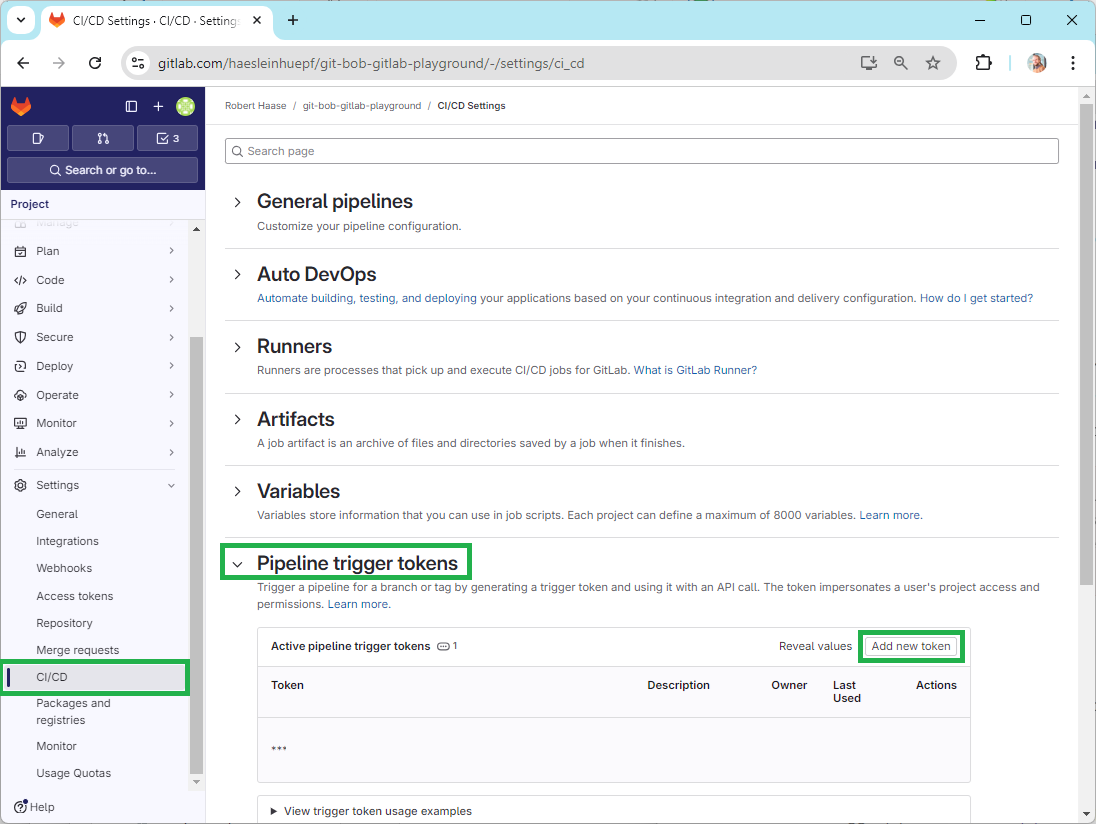 CI/CD Settings · CI/CD · Settings
gitlab.com/haesleinhuepf/git-bob-gitlab-playground/-/settings/ci_cd
3
Search or go to...
Project
Manage
Plan
Code
Build
Secure
Deploy
Operate
Monitor
Analyze
Settings
General
Integrations
Webhooks
Access tokens
Repository
Merge requests
CI/CD
Packages and
registries
Monitor
Usage Quotas
Help
Robert Haase / git-bob-gitlab-playground / CI/CD Settings
Search page
General pipelines
Customize your pipeline configuration.
Auto DevOps
Automate building, testing, and deploying your applications based on your continuous integration and delivery configuration. How do I get started?
Runners
Runners are processes that pick up and execute CI/CD jobs for GitLab. What is GitLab Runner?
Artifacts
A job artifact is an archive of files and directories saved by a job when it finishes.
Variables
Variables store information that you can use in job scripts. Each project can define a maximum of 8000 variables. Learn more.
Pipeline trigger tokens
Trigger a pipeline for a branch or tag by generating a trigger token and using it with an API call. The token impersonates a user's project access and
permissions. Learn more.
Active pipeline trigger tokens 1 Reveal values Add new token
Token Description Owner Last Used Actions
***
View trigger token usage examples